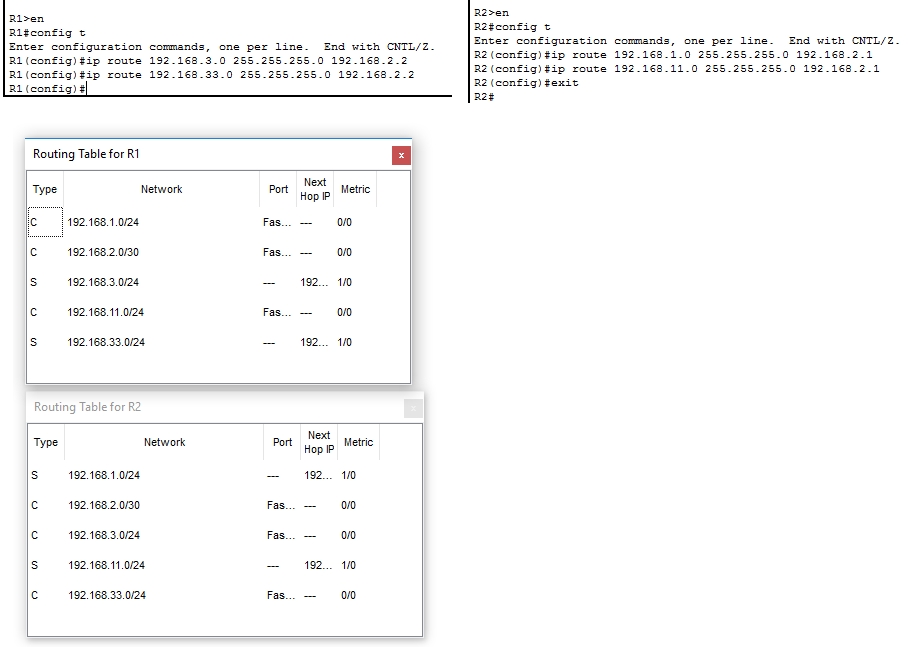 R1>en
R1#config t
Enter configuration commands, one per line.  End with CNTL/Z.
R1(config)#ip route 192.168.3.0 255.255.255.0 192.168.2.2
R1(config)#ip route 192.168.33.0 255.255.255.0 192.168.2.2
R1(config)#
R2>en
R2#config t
Enter configuration commands, one per line.  End with CNTL/Z.
R2(config)#ip route 192.168.1.0 255.255.255.0 192.168.2.1
R2(config)#ip route 192.168.11.0 255.255.255.0 192.168.2.1
R2(config)#exit
R2#
Routing Table for R1 x
Type Network Port Next Hop IP Metric
C 192.168.1.0/24 Fas... --- 0/0
C 192.168.2.0/30 Fas... --- 0/0
S 192.168.3.0/24 --- 192... 1/0
C 192.168.11.0/24 Fas... --- 0/0
S 192.168.33.0/24 --- 192... 1/0
Routing Table for R2
Type Network Port Next Hop IP Metric
S 192.168.1.0/24 --- 192... 1/0
C 192.168.2.0/30 Fas... --- 0/0
C 192.168.3.0/24 Fas... --- 0/0
S 192.168.11.0/24 --- 192... 1/0
C 192.168.33.0/24 Fas... --- 0/0